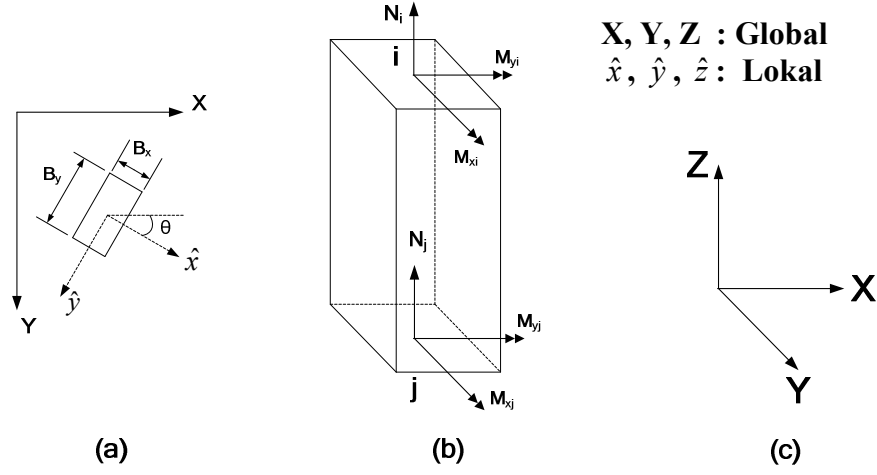 X, Y, Z : Global
x̂, ŷ, ẑ : Lokal
X
Y
B_x
B_y
θ
x̂
ŷ
(a)
N_i
i
M_yi
M_xi
N_j
M_yj
j
M_xj
(b)
Z
X
Y
(c)